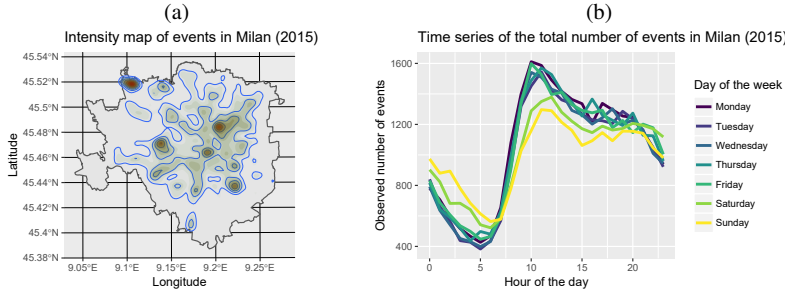 (a)
Intensity map of events in Milan (2015)
45.54°N
45.52°N
45.5°N
45.48°N
45.46°N
45.44°N
45.42°N
45.4°N
45.38°N
Latitude
9.05°E 9.1°E 9.15°E 9.2°E 9.25°E
Longitude
(b)
Time series of the total number of events in Milan (2015)
1600
1200
800
400
Observed number of events
0 5 10 15 20
Hour of the day
Day of the week
Monday
Tuesday
Wednesday
Thursday
Friday
Saturday
Sunday